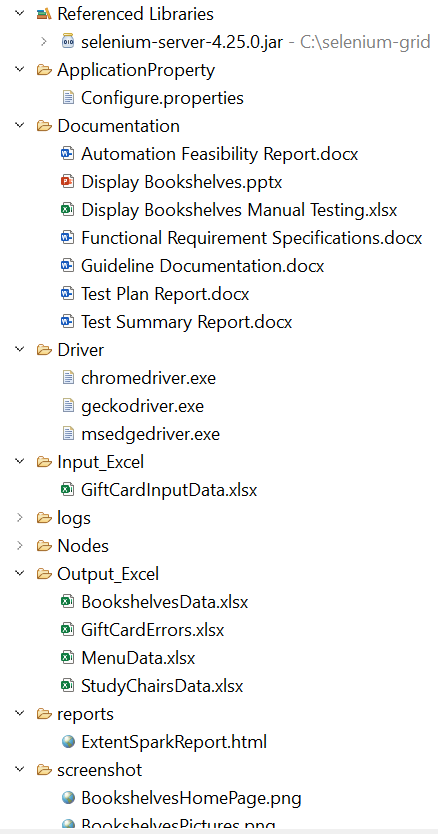 Referenced Libraries
selenium-server-4.25.0.jar - C:\selenium-grid
ApplicationProperty
Configure.properties
Documentation
Automation Feasibility Report.docx
Display Bookshelves.pptx
Display Bookshelves Manual Testing.xlsx
Functional Requirement Specifications.docx
Guideline Documentation.docx
Test Plan Report.docx
Test Summary Report.docx
Driver
chromedriver.exe
geckodriver.exe
msedgedriver.exe
Input_Excel
GiftCardInputData.xlsx
logs
Nodes
Output_Excel
BookshelvesData.xlsx
GiftCardErrors.xlsx
MenuData.xlsx
StudyChairsData.xlsx
reports
ExtentSparkReport.html
screenshot
BookshelvesHomePage.png
BookshelvesPictures.png